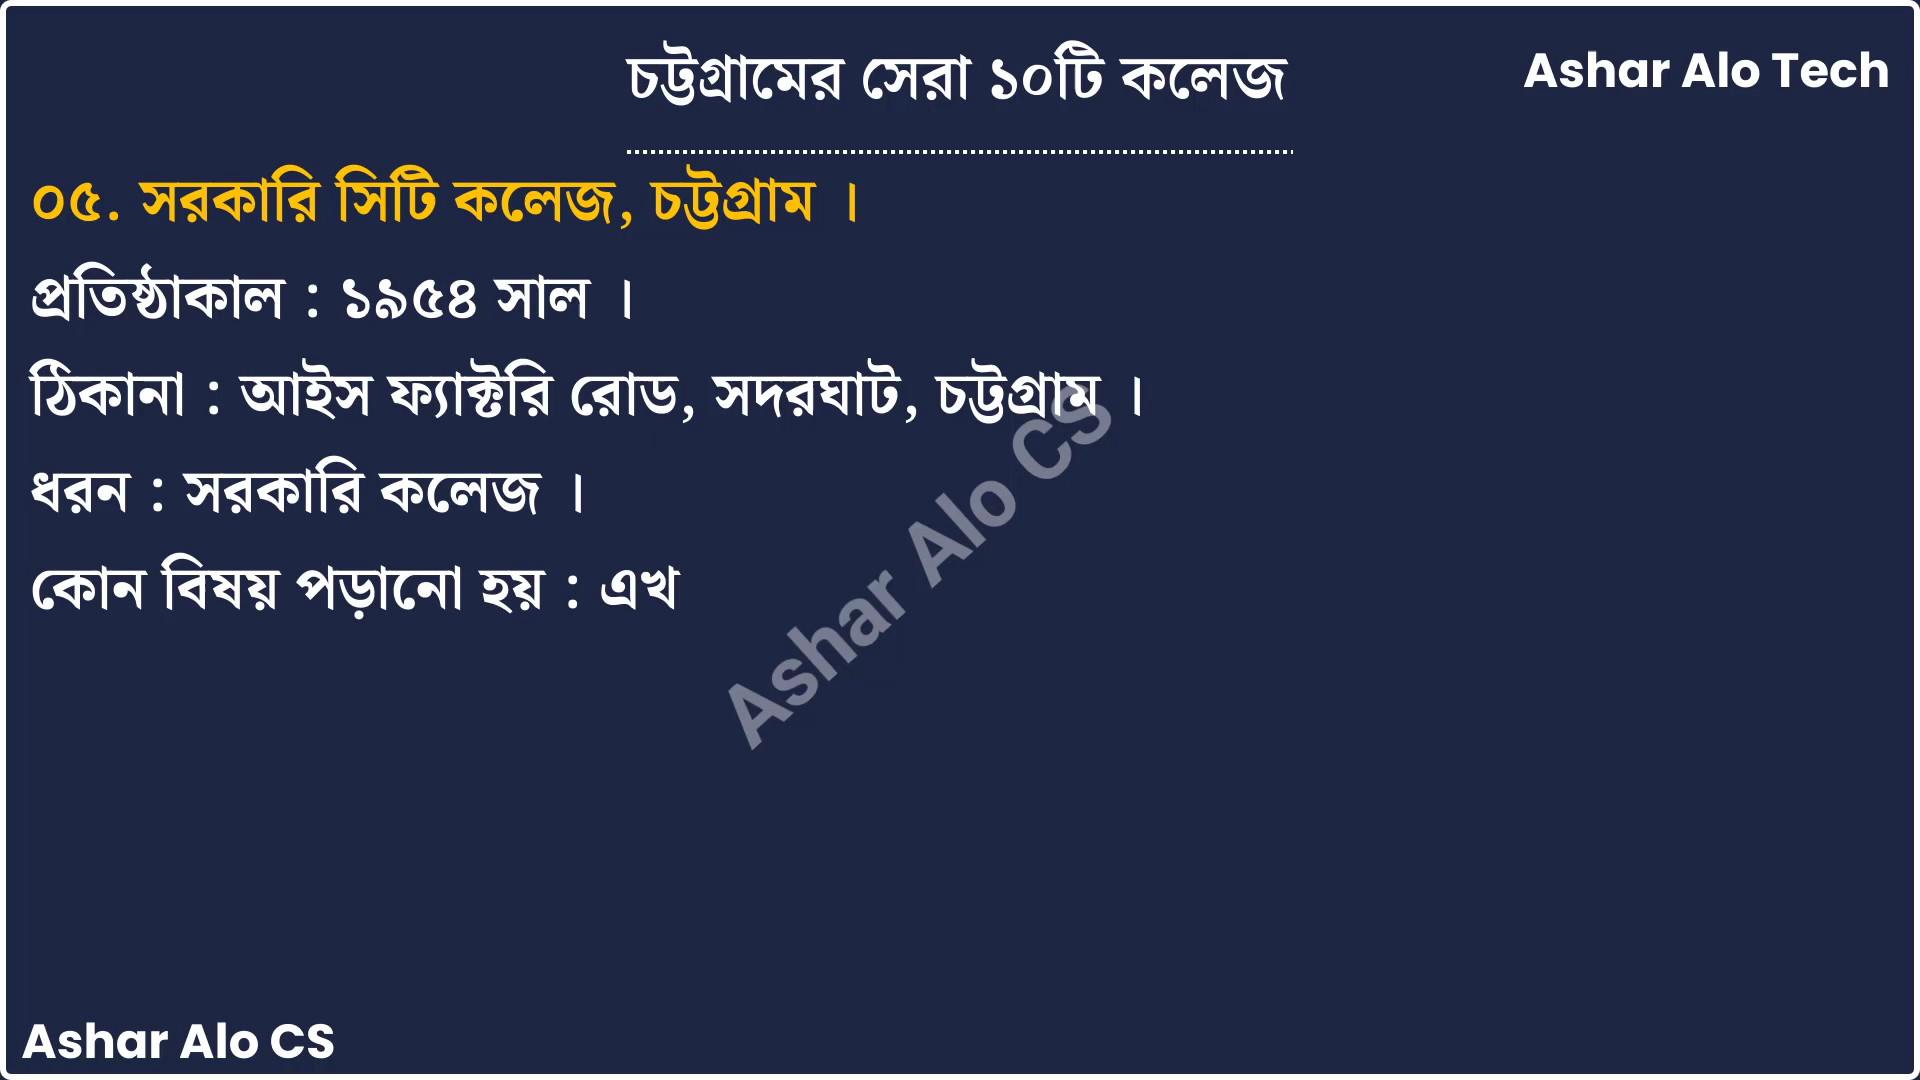 চট্টগ্রামের সেরা ১০টি কলেজ
Ashar Alo Tech
০৫. সরকারি সিটি কলেজ, চট্টগ্রাম ।
প্রতিষ্ঠাকাল : ১৯৫৪ সাল ।
ঠিকানা : আইস ফ্যাক্টরি রোড, সদরঘাট, চট্টগ্রাম ।
ধরন : সরকারি কলেজ ।
কোন বিষয় পড়ানো হয় : এখ
Ashar Alo CS
Ashar Alo CS